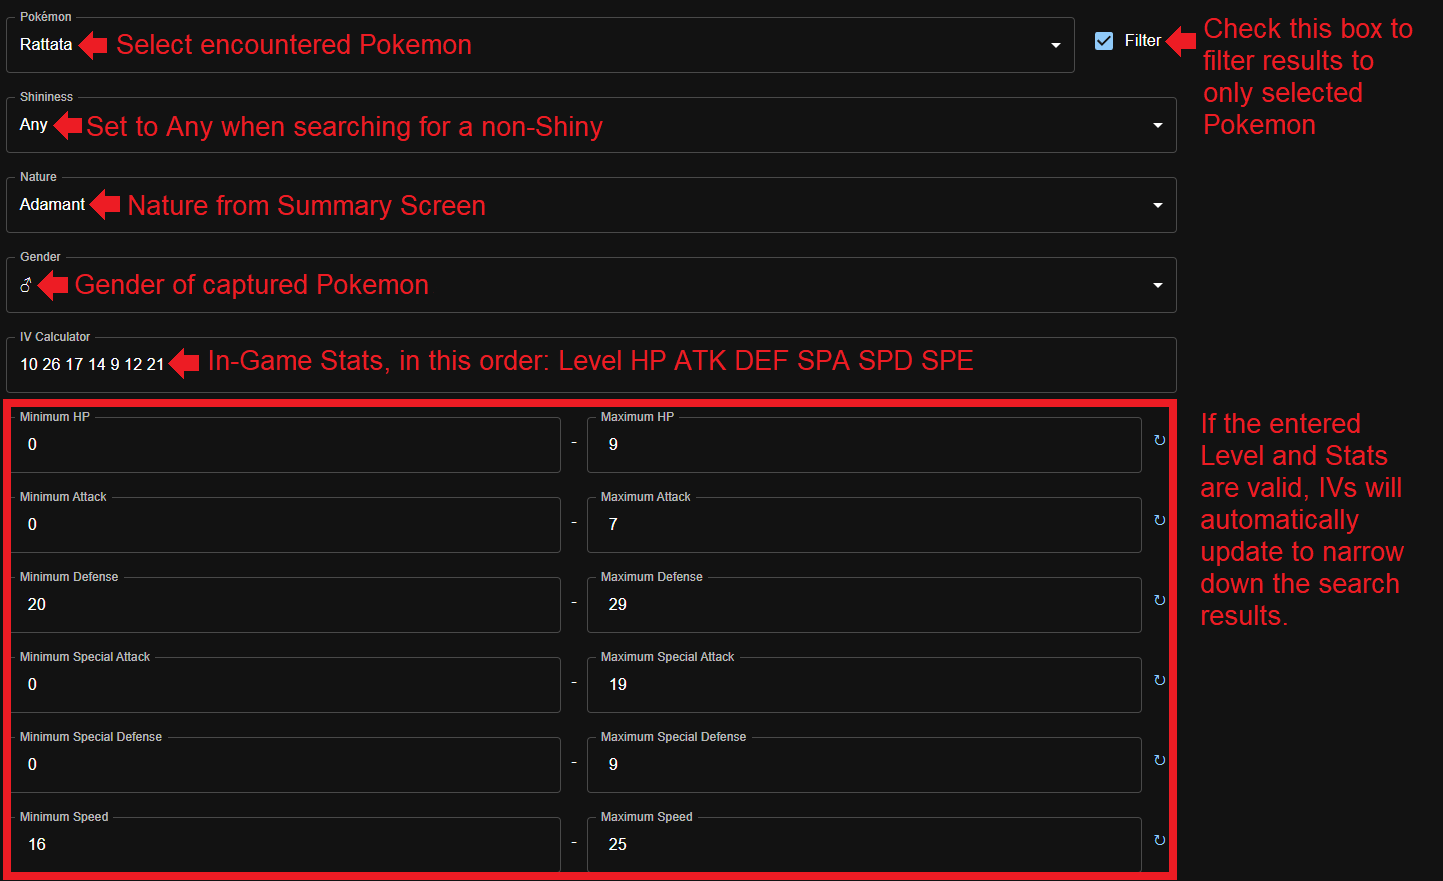 Pokémon
Rattata
Select encountered Pokemon
Filter
Check this box to
filter results to
only selected
Pokemon
Shininess
Any
Set to Any when searching for a non-Shiny
Nature
Adamant
Nature from Summary Screen
Gender
♂
Gender of captured Pokemon
IV Calculator
10 26 17 14 9 12 21
In-Game Stats, in this order: Level HP ATK DEF SPA SPD SPE
Minimum HP
0
-
Maximum HP
9
↻
Minimum Attack
0
-
Maximum Attack
7
↻
Minimum Defense
20
-
Maximum Defense
29
↻
Minimum Special Attack
0
-
Maximum Special Attack
19
↻
Minimum Special Defense
0
-
Maximum Special Defense
9
↻
Minimum Speed
16
-
Maximum Speed
25
↻
If the entered
Level and Stats
are valid, IVs will
automatically
update to narrow
down the search
results.